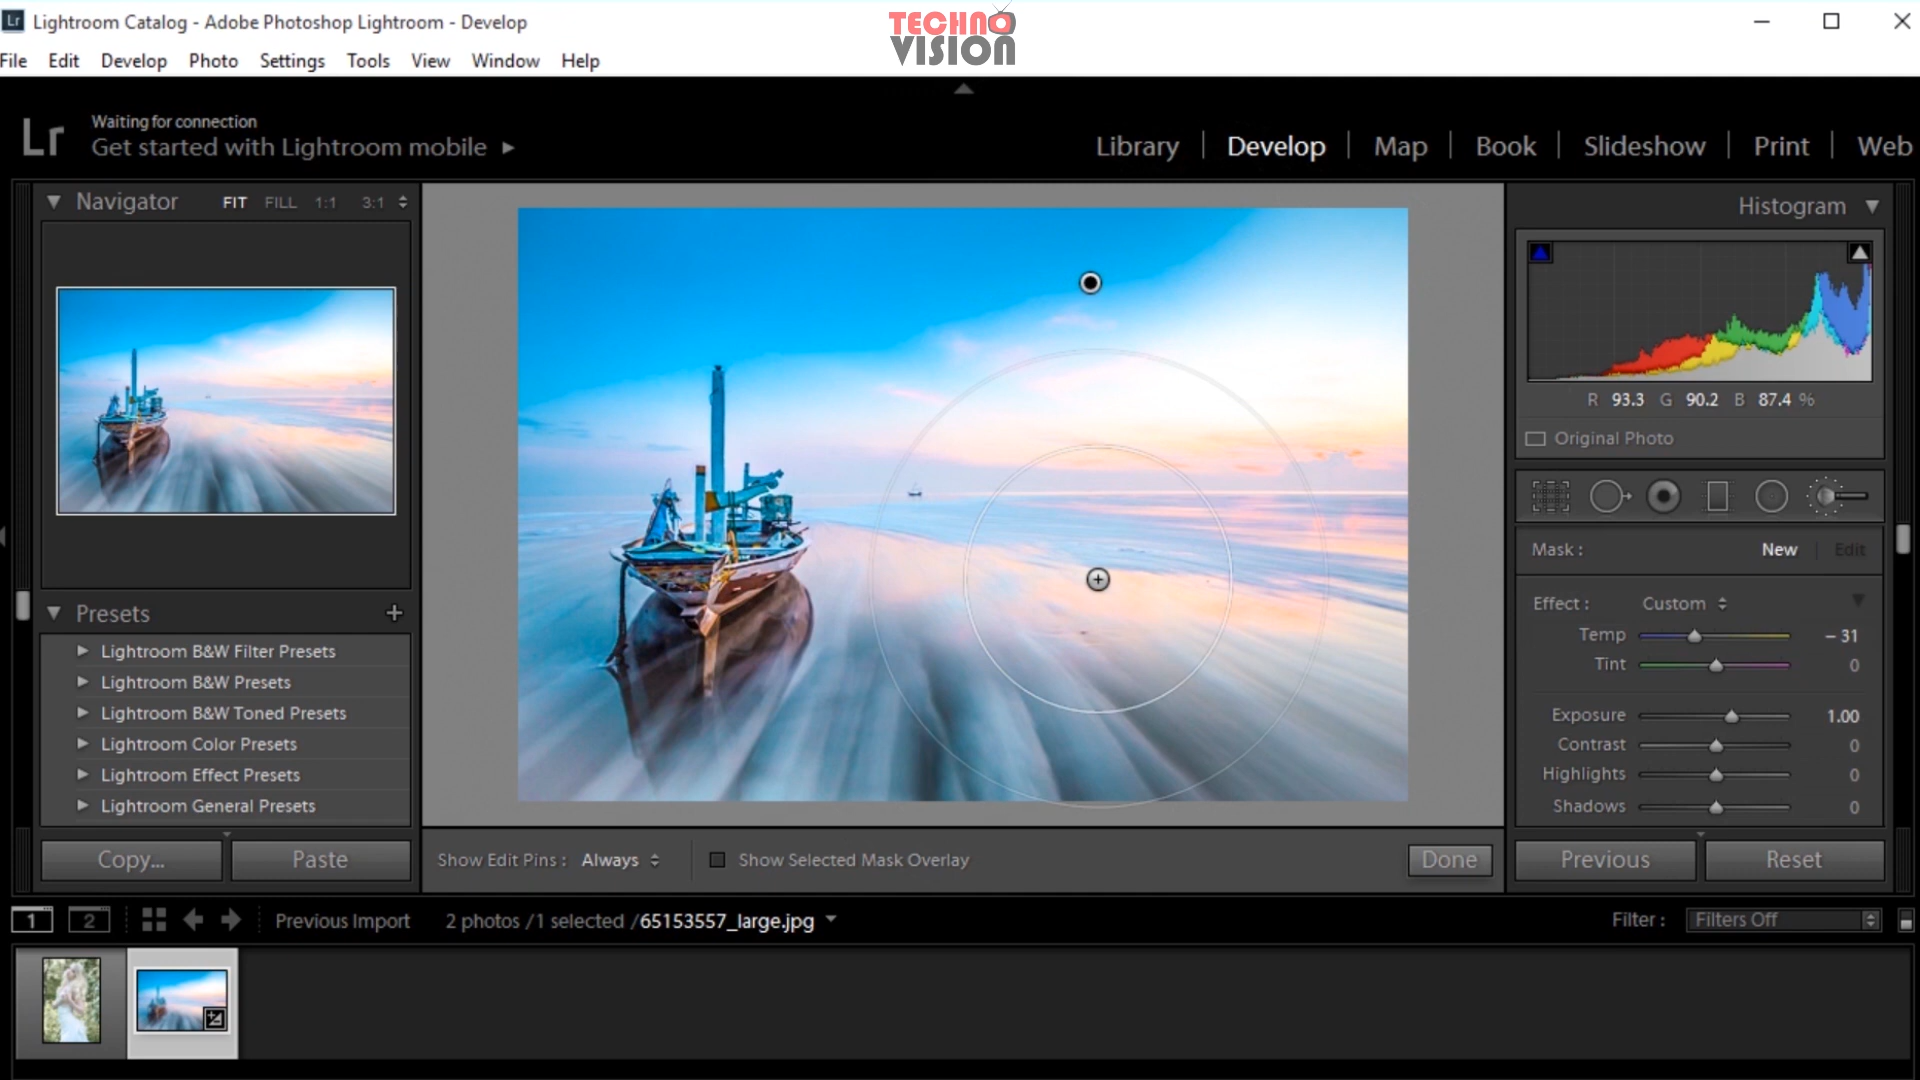 Lr Lightroom Catalog - Adobe Photoshop Lightroom - Develop
TECHNO
VISION
File Edit Develop Photo Settings Tools View Window Help
Lr
Waiting for connection
Get started with Lightroom mobile
Library | Develop | Map | Book | Slideshow | Print | Web
Navigator FIT FILL 1:1 3:1
Histogram
R 93.3 G 90.2 B 87.4 %
Original Photo
Mask : New | Edit
Effect : Custom
Temp – 31
Tint 0
Exposure 1.00
Contrast 0
Highlights 0
Shadows 0
Presets +
Lightroom B&W Filter Presets
Lightroom B&W Presets
Lightroom B&W Toned Presets
Lightroom Color Presets
Lightroom Effect Presets
Lightroom General Presets
Copy... Paste
Show Edit Pins : Always Show Selected Mask Overlay Done
Previous Reset
1 2 Previous Import 2 photos /1 selected /65153557_large.jpg Filter : Filters Off